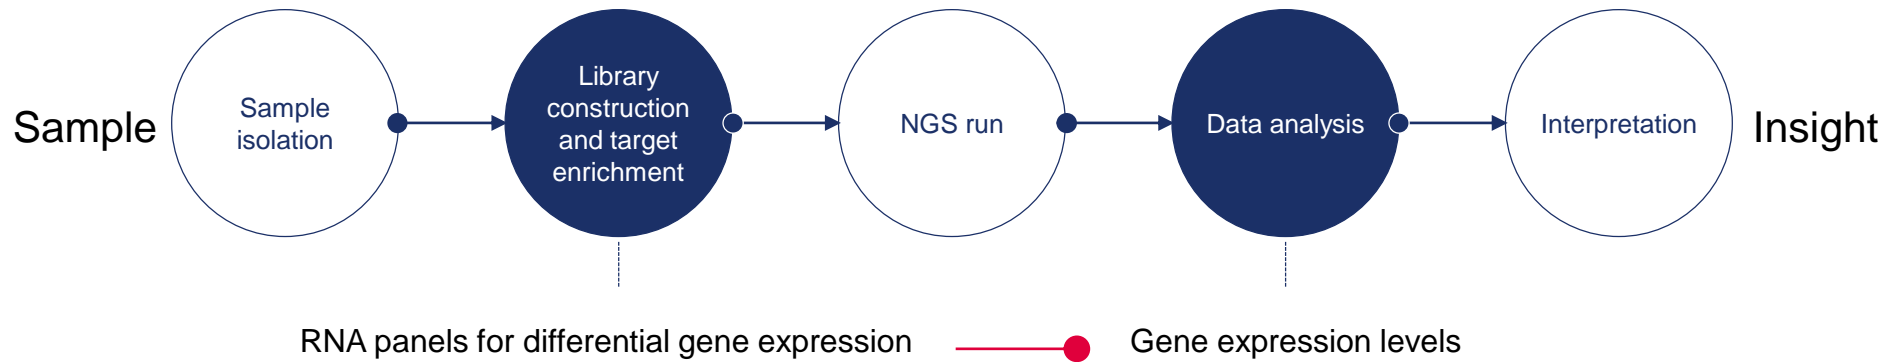 Sample
Sample
isolation
Library
construction
and target
enrichment
NGS run
Data analysis
Interpretation
Insight
RNA panels for differential gene expression
Gene expression levels